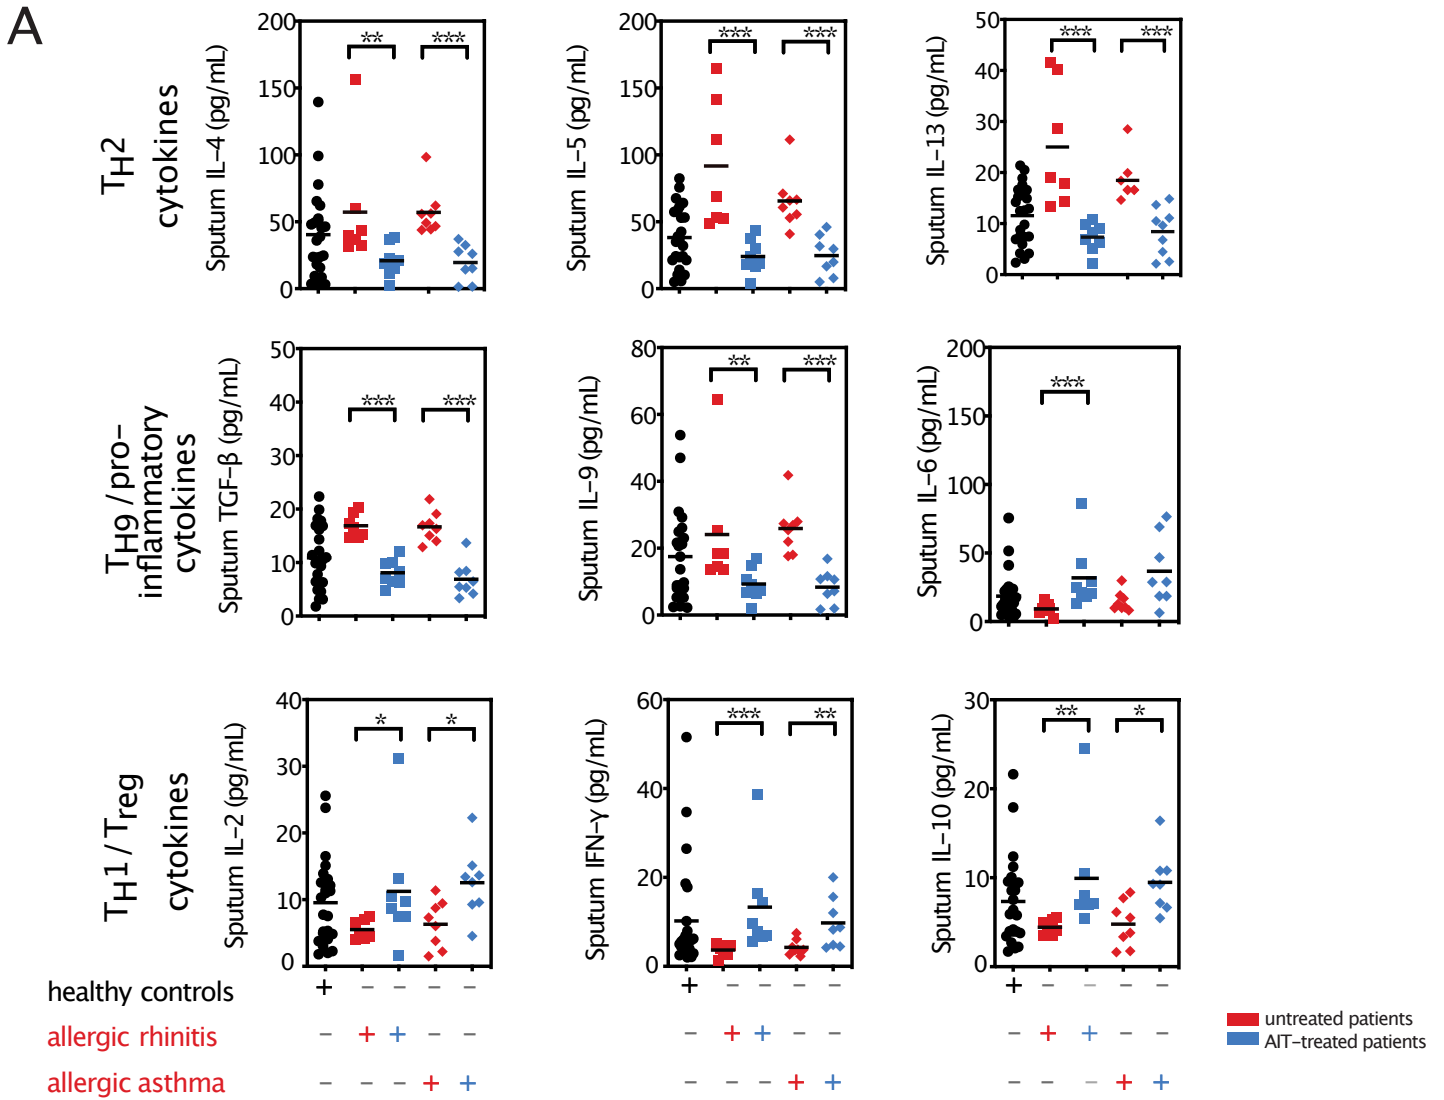 A
TH2
cytokines
Sputum IL–4 (pg/mL)
200
150
100
50
0
**
***
Sputum IL–5 (pg/mL)
200
150
100
50
0
***
***
Sputum IL–13 (pg/mL)
50
40
30
20
10
0
***
***
TH9/pro–
inflammatory
cytokines
Sputum TGF–β (pg/mL)
50
40
30
20
10
0
***
***
Sputum IL–9 (pg/mL)
80
60
40
20
0
**
***
Sputum IL–6 (pg/mL)
200
150
100
50
0
***
TH1/Treg
cytokines
Sputum IL–2 (pg/mL)
40
30
20
10
0
*
*
Sputum IFN–γ (pg/mL)
60
40
20
0
***
**
Sputum IL–10 (pg/mL)
30
20
10
0
**
*
healthy controls + – – – – + – – – – + – – – –
allergic rhinitis – + + – – – + + – – – + + – –
allergic asthma – – – + + – – – + + – – – + +
untreated patients
AIT–treated patients